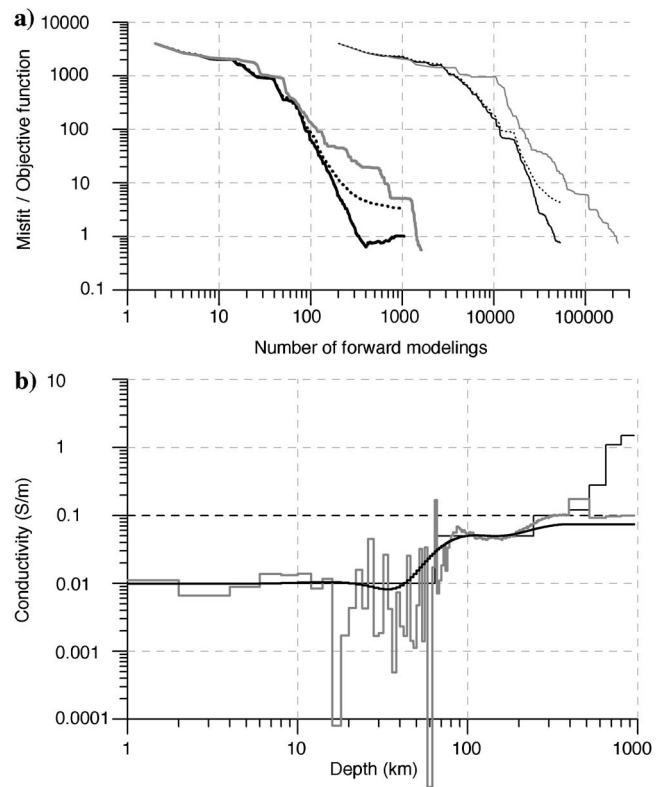 a)
10000
1000
100
10
1
0.1
Misfit / Objective function
1 10 100 1000 10000 100000
Number of forward modelings
b)
10
1
0.1
0.01
0.001
0.0001
Conductivity (S/m)
1 10 100 1000
Depth (km)